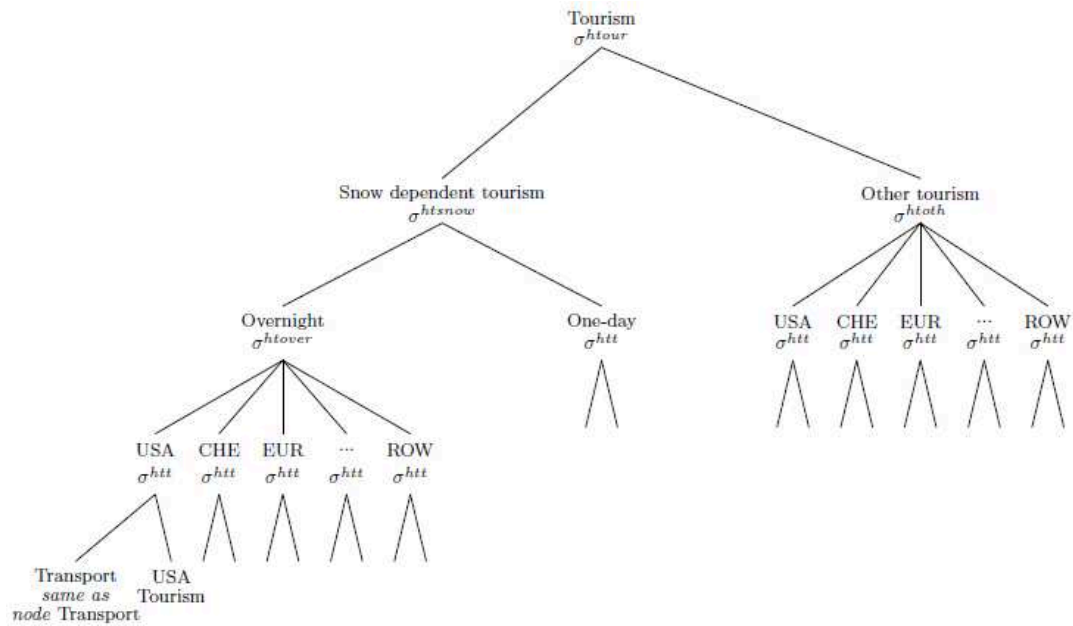 Tourism
σ^{htour}
Snow dependent tourism
σ^{htsnow}
Other tourism
σ^{htoth}
Overnight
σ^{htover}
One-day
σ^{htt}
USA CHE EUR ... ROW
σ^{htt} σ^{htt} σ^{htt} σ^{htt} σ^{htt}
USA CHE EUR ... ROW
σ^{htt} σ^{htt} σ^{htt} σ^{htt} σ^{htt}
Transport
same as
node Transport
USA
Tourism